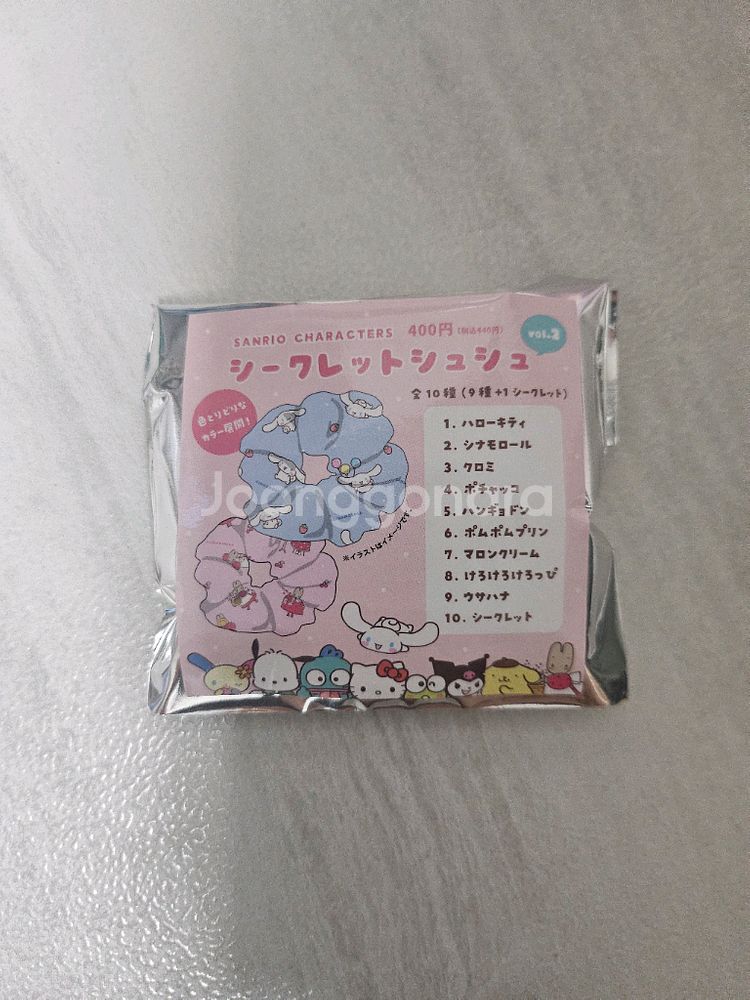 SANRIO CHARACTERS 400円(税込440円)
vol.2
シークレットシュシュ
全10種(9種+1シークレット)
色とりどりな
カラー展開!
1. ハローキティ
2. シナモロール
3. クロミ
4. ポチャッコ
5. ハンギョドン
6. ポムポムプリン
7. マロンクリーム
8. けろけろけろっぴ
9. ウサハナ
10. シークレット
※イラストはイメージです。
Joonggonara